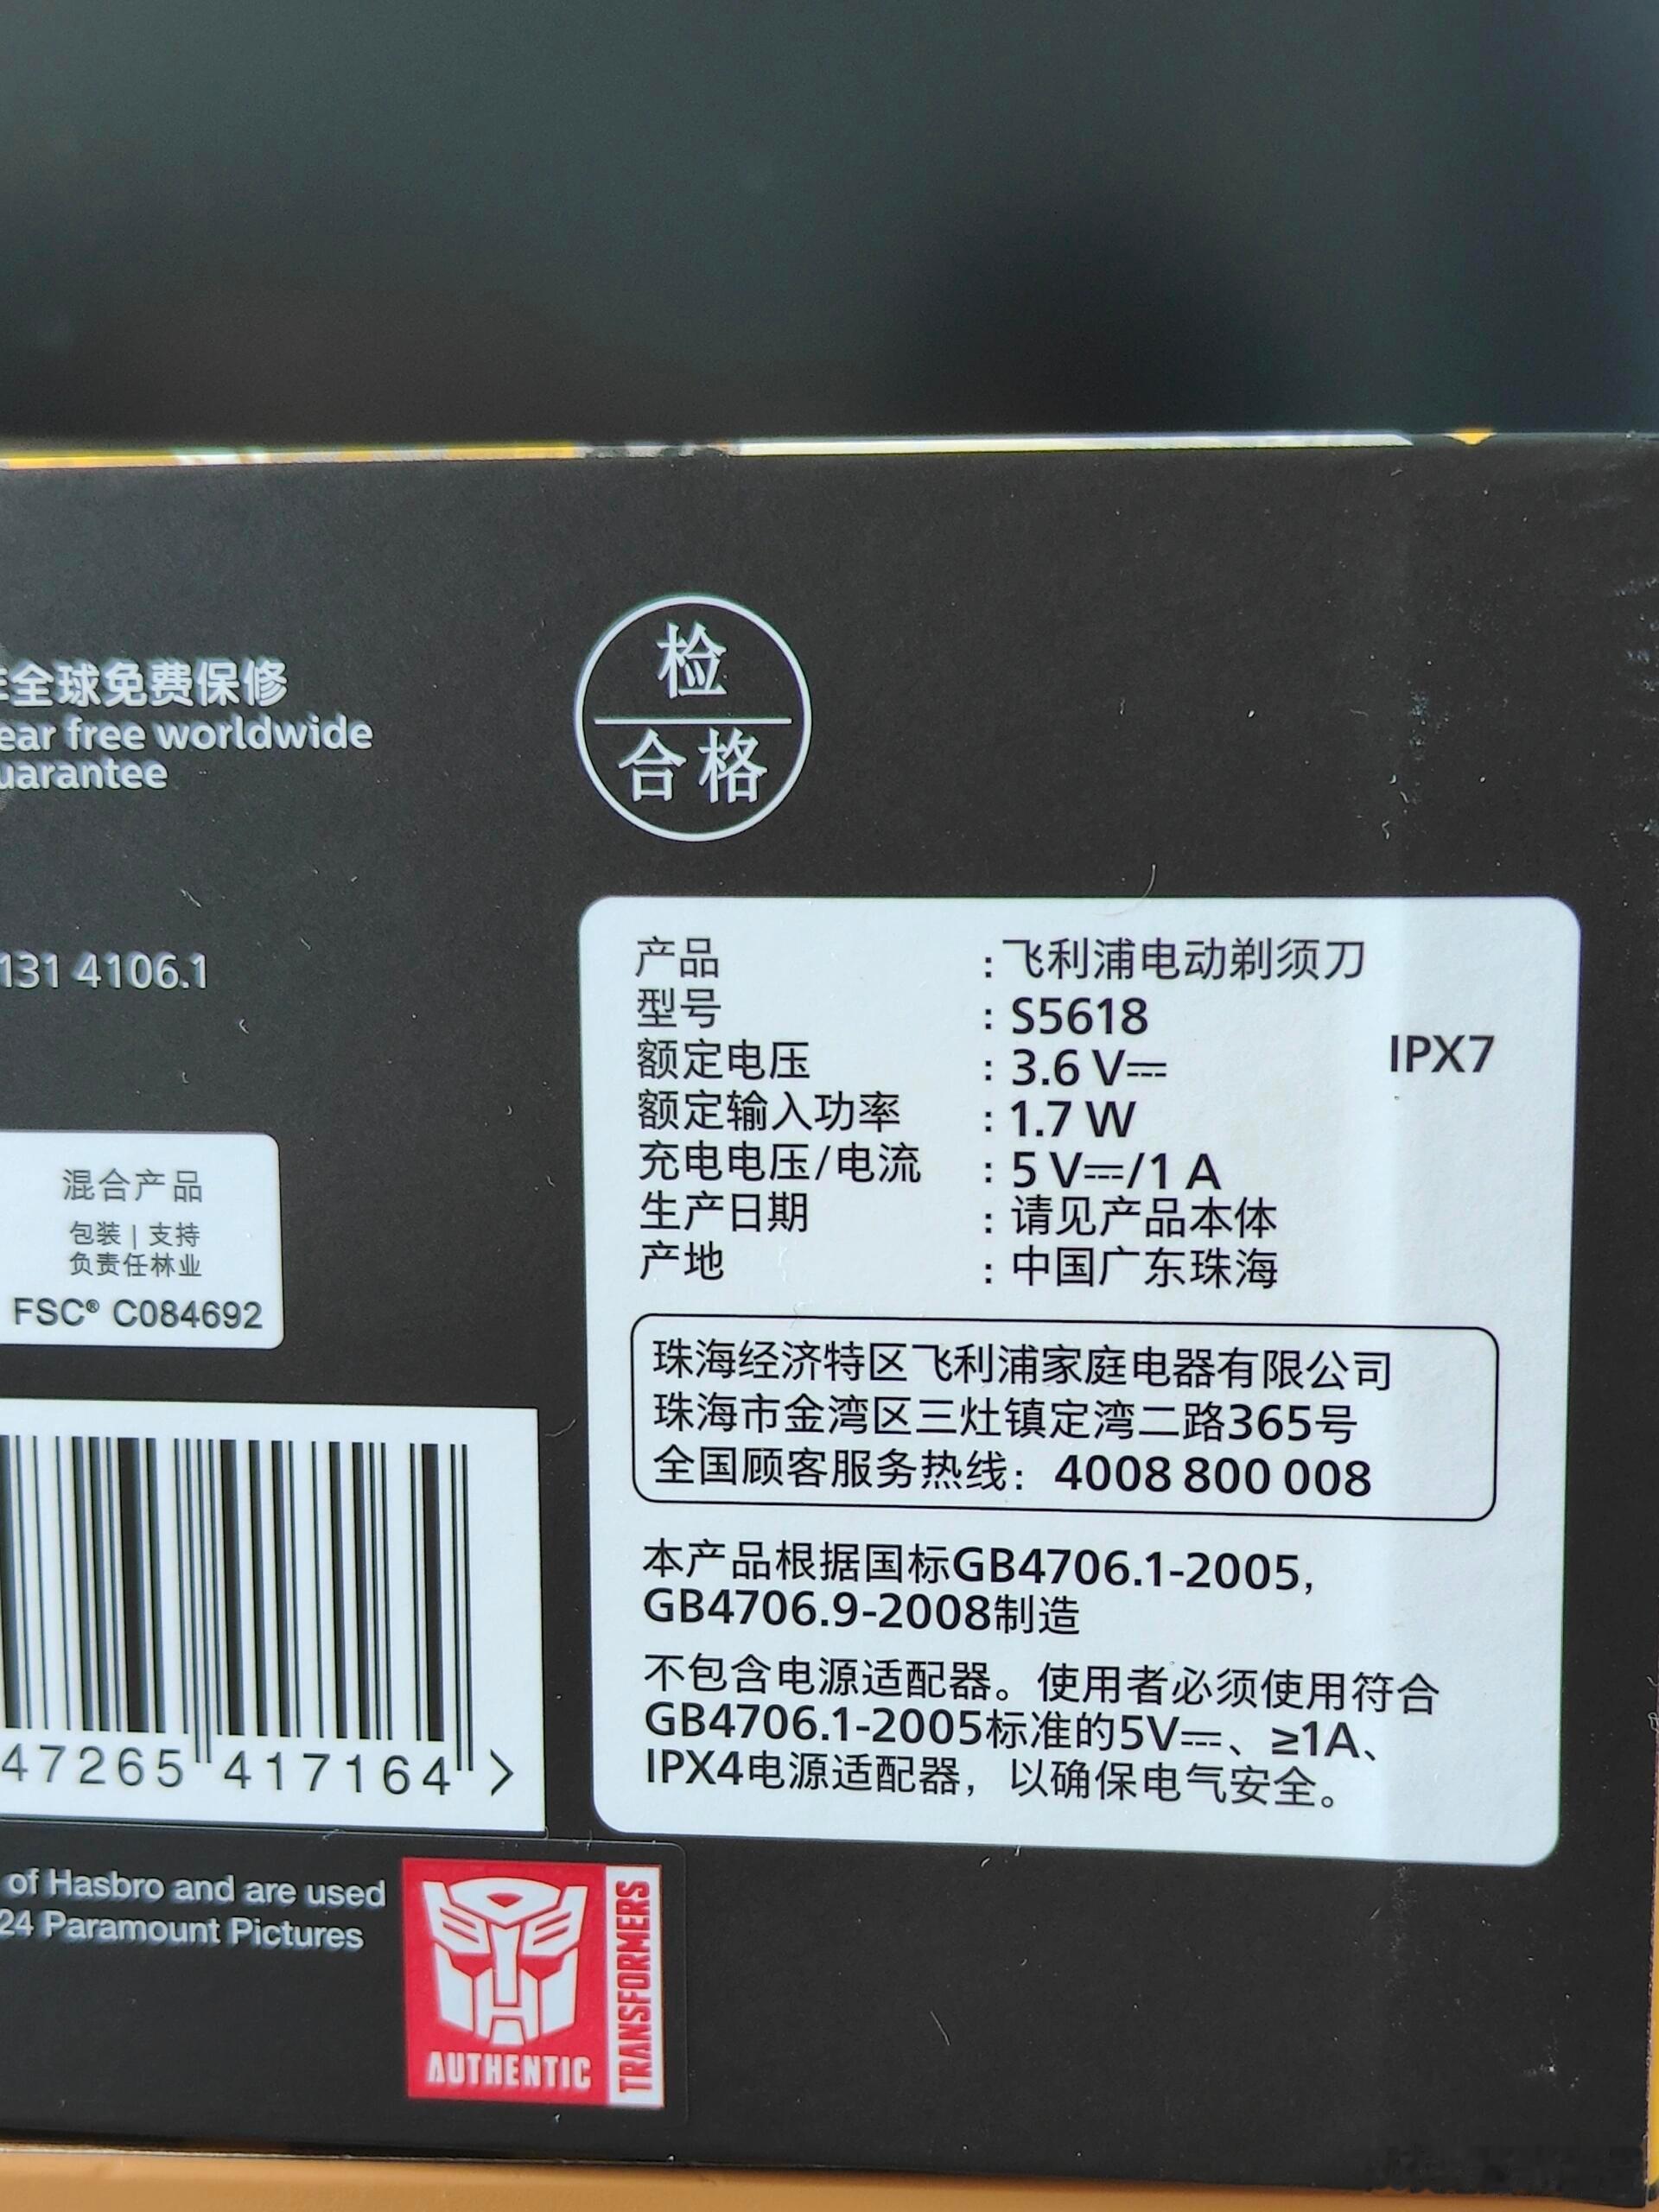 全球免费保修
ear free worldwide
uarantee
检
合格
131 4106.1
产品 : 飞利浦电动剃须刀
型号 : S5618
IPX7
额定电压 : 3.6 V⎓
额定输入功率 : 1.7 W
充电电压/电流 : 5 V⎓/1 A
生产日期 : 请见产品本体
产地 : 中国广东珠海
混合产品
包装 | 支持
负责任林业
FSC® C084692
珠海经济特区飞利浦家庭电器有限公司
珠海市金湾区三灶镇定湾二路365号
全国顾客服务热线：4008 800 008
本产品根据国标GB4706.1-2005,
GB4706.9-2008制造
不包含电源适配器。使用者必须使用符合
GB4706.1-2005标准的5V⎓、≥1A、
IPX4电源适配器，以确保电气安全。
47265 417164 >
of Hasbro and are used
24 Paramount Pictures
AUTHENTIC
TRANSFORMERS